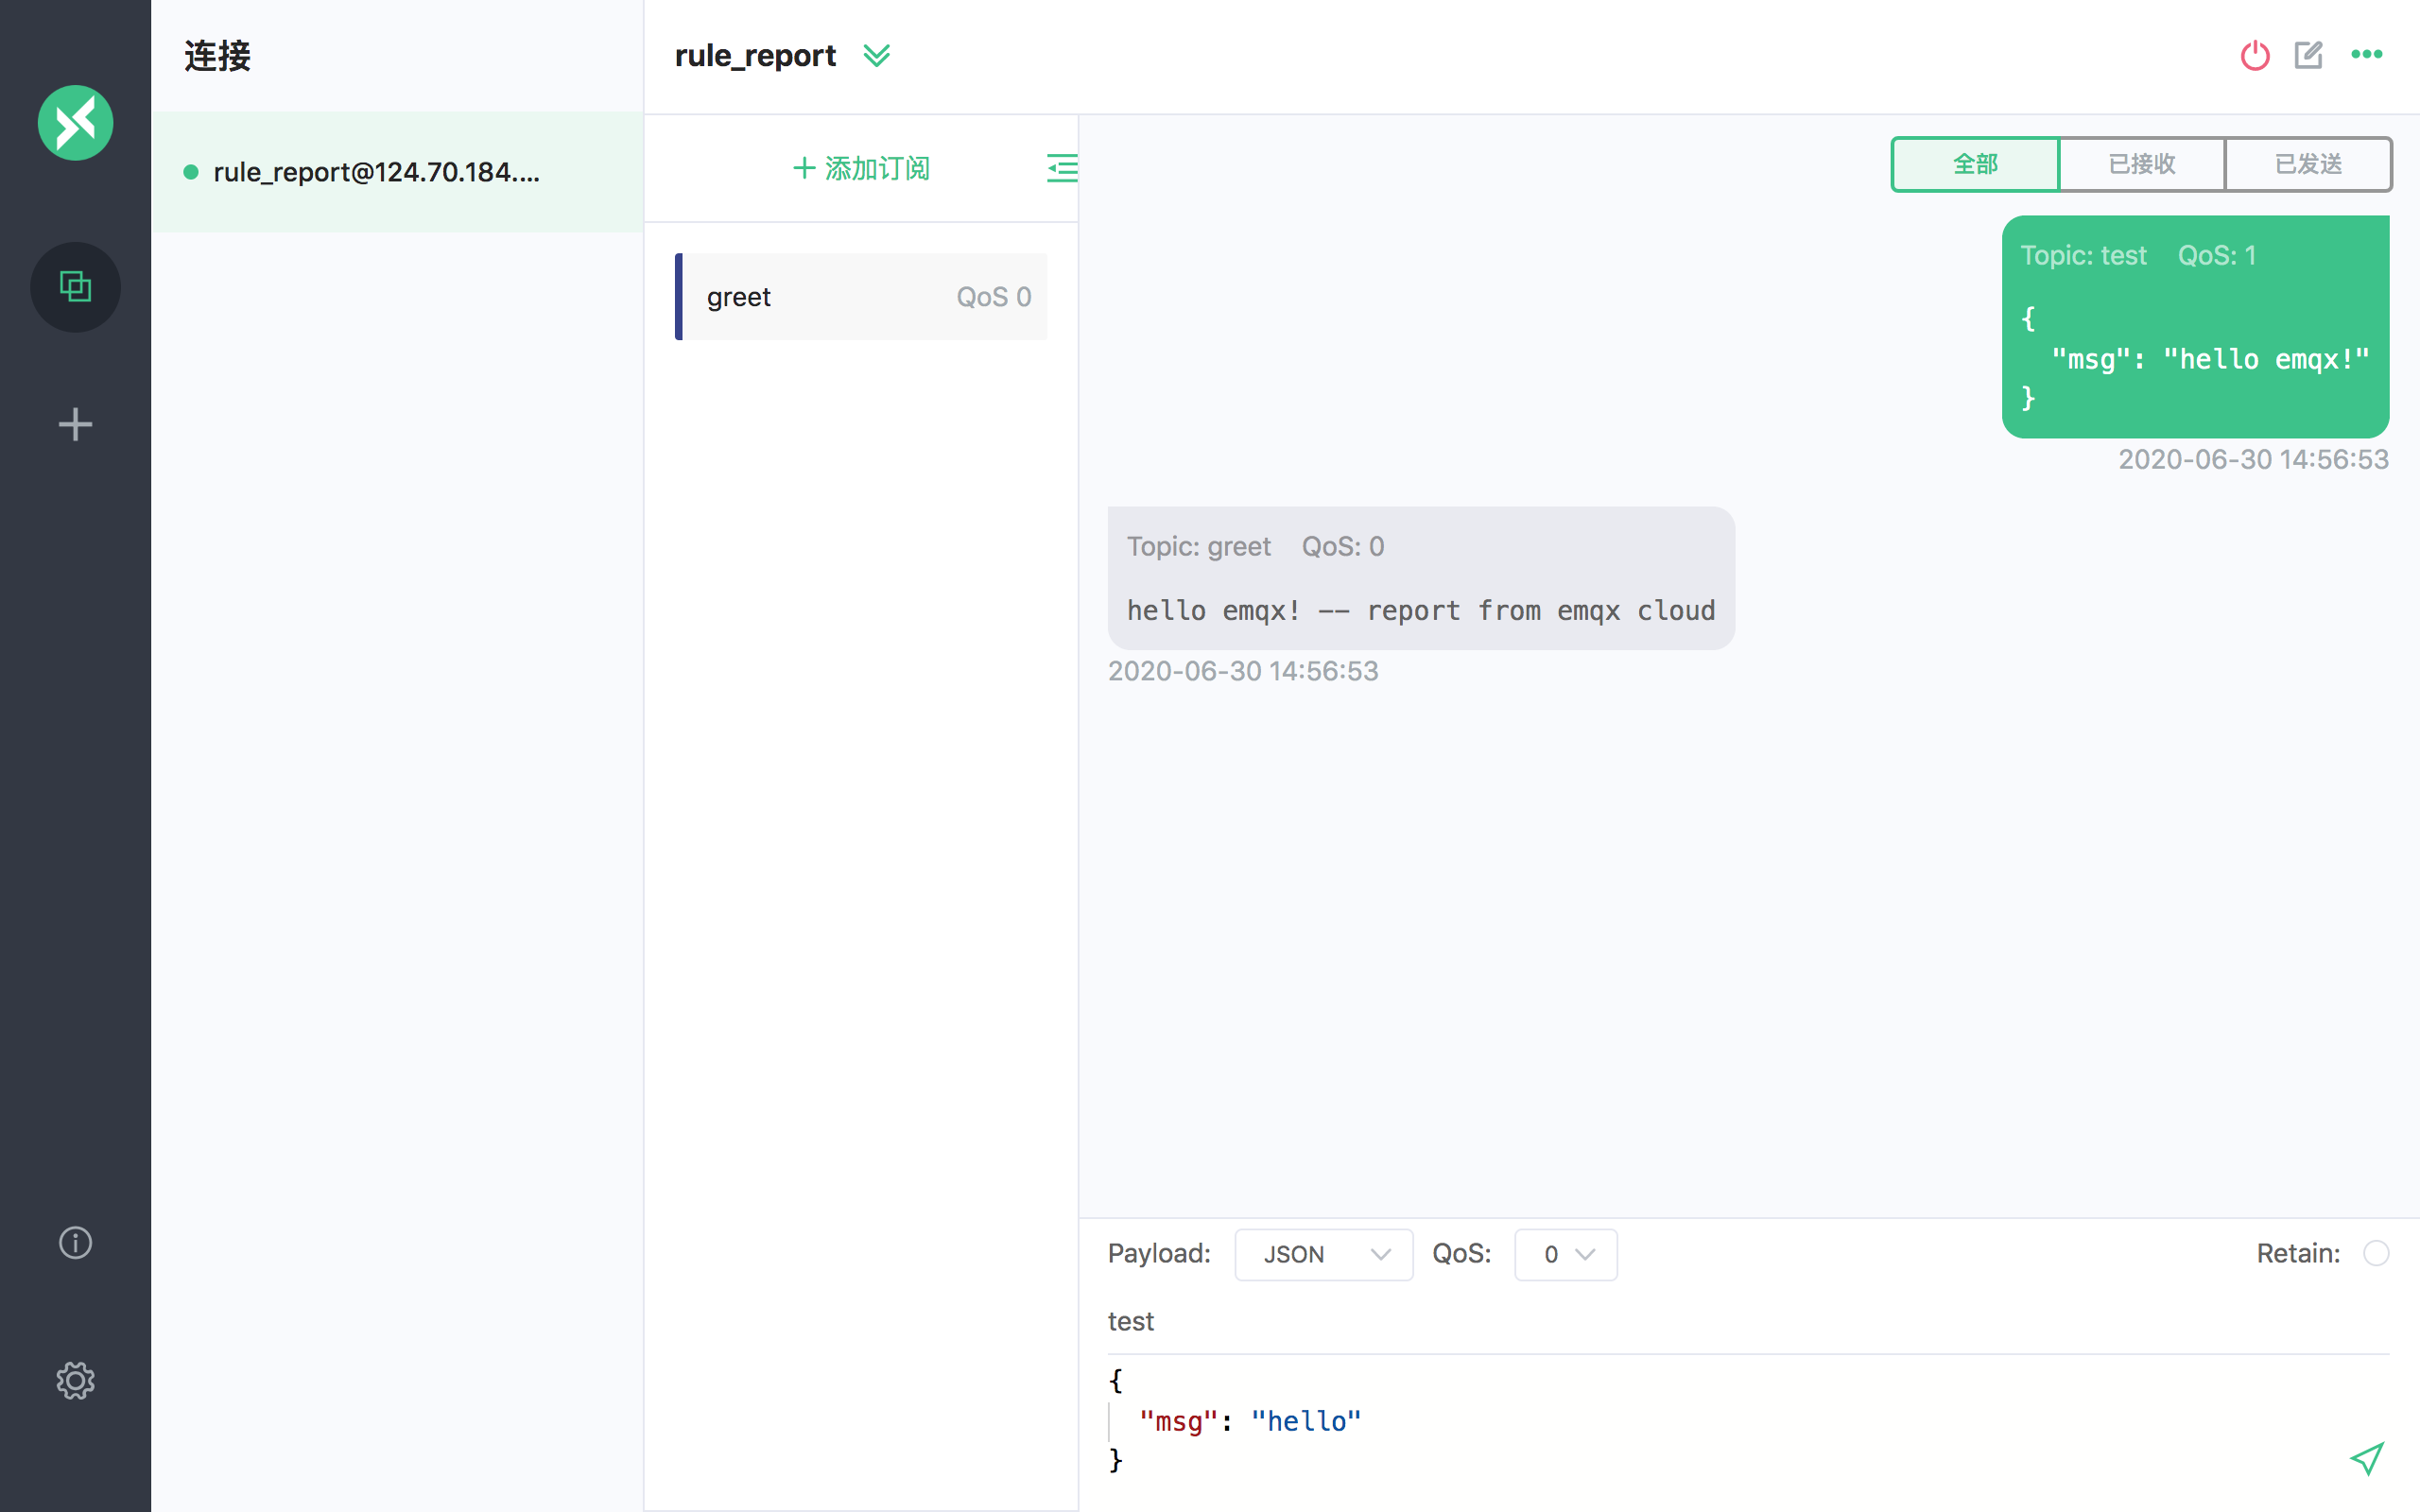 连接
rule_report@124.70.184....
rule_report
添加订阅
greet QoS 0
全部 已接收 已发送
Topic: test QoS: 1
{
"msg": "hello emqx!"
}
2020-06-30 14:56:53
Topic: greet QoS: 0
hello emqx! -- report from emqx cloud
2020-06-30 14:56:53
Payload: JSON QoS: 0 Retain:
test
{
"msg": "hello"
}